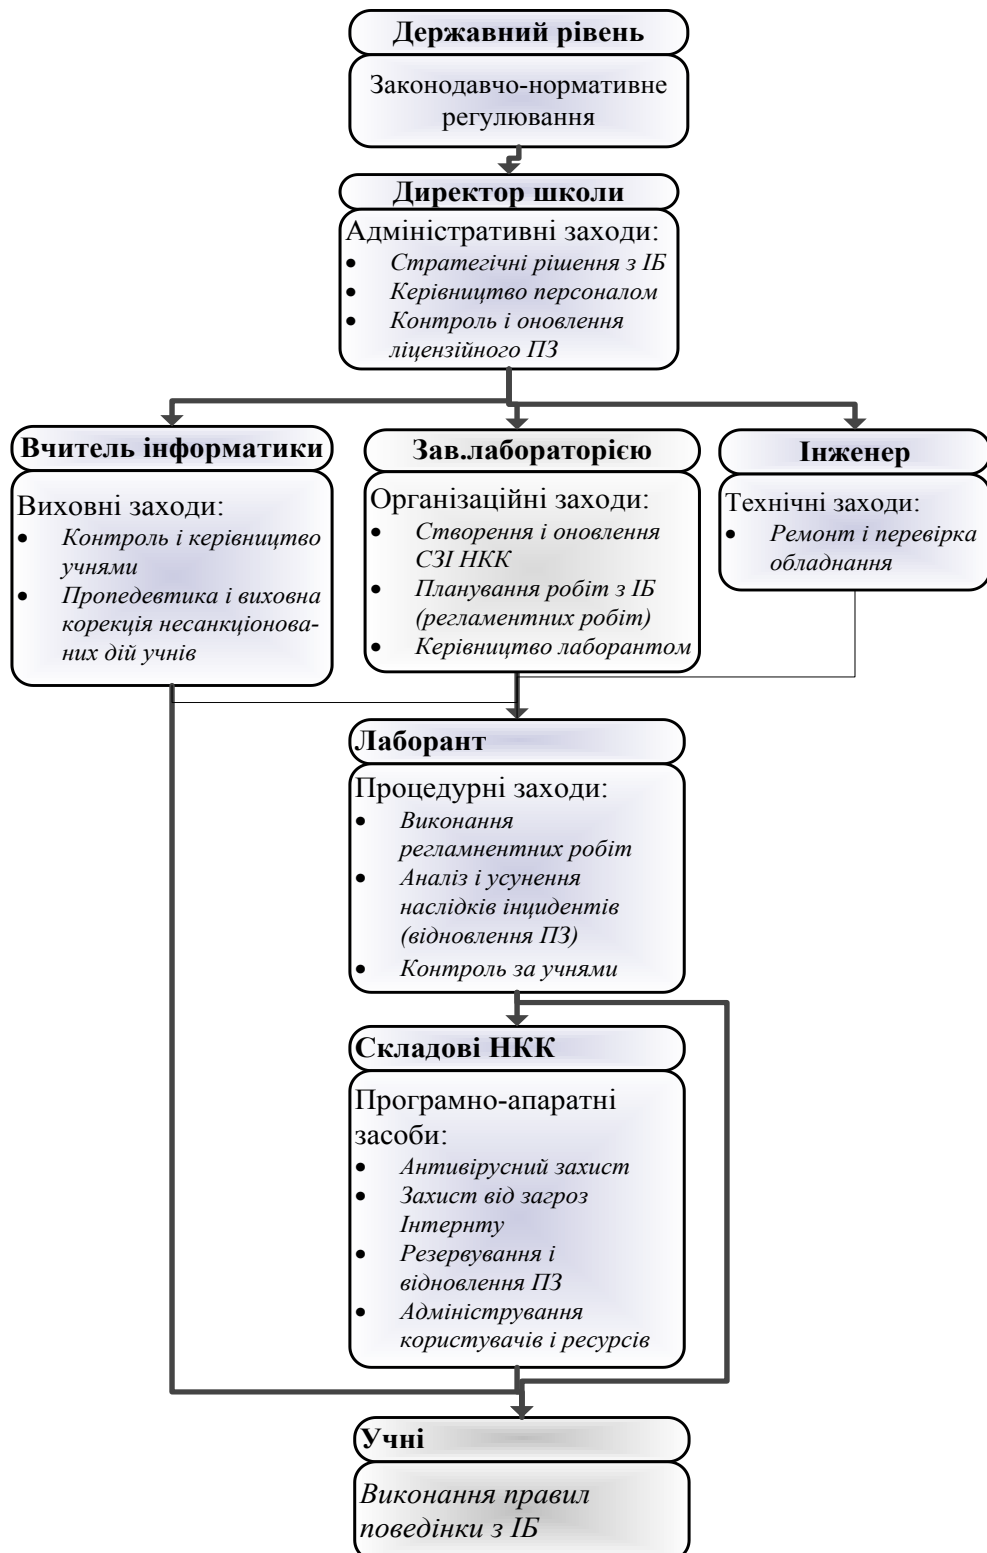 Державний рівень
Законодавчо-нормативне
регулювання
Директор школи
Адміністративні заходи:
• Стратегічні рішення з ІБ
• Керівництво персоналом
• Контроль і оновлення
ліцензійного ПЗ
Вчитель інформатики
Виховні заходи:
• Контроль і керівництво
учнями
• Пропедевтика і виховна
корекція несанкціонова-
них дій учнів
Зав.лабораторією
Організаційні заходи:
• Створення і оновлення
СЗІ НКК
• Планування робіт з ІБ
(регламентних робіт)
• Керівництво лаборантом
Інженер
Технічні заходи:
• Ремонт і перевірка
обладнання
Лаборант
Процедурні заходи:
• Виконання
регламнентних робіт
• Аналіз і усунення
наслідків інцидентів
(відновлення ПЗ)
• Контроль за учнями
Складові НКК
Програмно-апаратні
засоби:
• Антивірусний захист
• Захист від загроз
Інтернту
• Резервування і
відновлення ПЗ
• Адміністрування
користувачів і ресурсів
Учні
Виконання правил
поведінки з ІБ